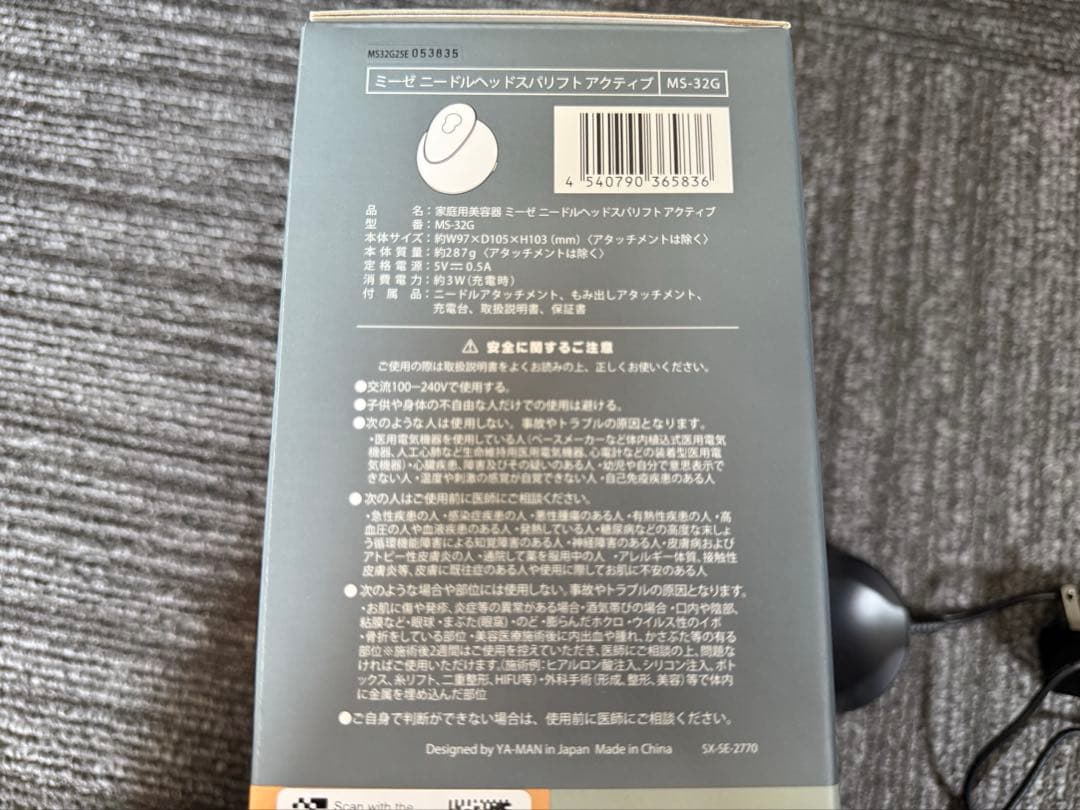 MS32G2SE 053835
ミーゼ ニードルヘッドスパリフト アクティブ MS-32G
4 540790 365836
品名:家庭用美容器 ミーゼ ニードルヘッドスパリフト アクティブ
型番:MS-32G
本体サイズ:約W97×D105×H103(mm)〈アタッチメントは除く〉
本体質量:約287g〈アタッチメントは除く〉
定格電源:5V⎓0.5A
消費電力:約3W(充電時)
付属品:ニードルアタッチメント、もみ出しアタッチメント、
充電台、取扱説明書、保証書
⚠ 安全に関するご注意
ご使用の際は取扱説明書をよくお読みの上、正しくお使いください。
●交流100-240Vで使用する。
●子供や身体の不自由な人だけでの使用は避ける。
●次のような人は使用しない。事故やトラブルの原因となります。
・医用電気機器を使用している人(ペースメーカーなど体内植込式医用電気
機器、人工心肺など生命維持用医用電気機器、心電計などの装着型医用電
気機器)・心臓疾患、障害及びその疑いのある人・幼児や自分で意思表示で
きない人・温度や刺激の感覚が自覚できない人・自己免疫疾患のある人
●次の人はご使用前に医師にご相談ください。
・急性疾患の人・感染症疾患の人・悪性腫瘍のある人・有熱性疾患の人・高
血圧の人や血液疾患のある人・発熱している人・糖尿病などの高度な末しょ
う循環機能障害による知覚障害のある人・神経障害のある人・皮膚病および
アトピー性皮膚炎の人・通院して薬を服用中の人・アレルギー体質、接触性
皮膚炎等、皮膚に既往症のある人や使用に際してお肌に不安のある人
●次のような場合や部位には使用しない。事故やトラブルの原因となります。
・お肌に傷や発疹、炎症等の異常がある場合・酒気帯びの場合・口内や陰部、
粘膜など・眼球・まぶた(眼窩)・のど・膨らんだホクロ・ウイルス性のイボ
・骨折をしている部位・美容医療施術後に内出血や腫れ、かさぶた等の有る
部位※施術後2週間はご使用を控えていただき、医師にご相談の上、問題な
ければご使用いただけます。(施術例:ヒアルロン酸注入、シリコン注入、ボト
ックス、糸リフト、二重整形、HIFU等)・外科手術(形成、整形、美容)等で体内
に金属を埋め込んだ部位
●ご自身で判断ができない場合は、使用前に医師にご相談ください。
Designed by YA-MAN in Japan Made in China SX-SE-2770
Scan with the